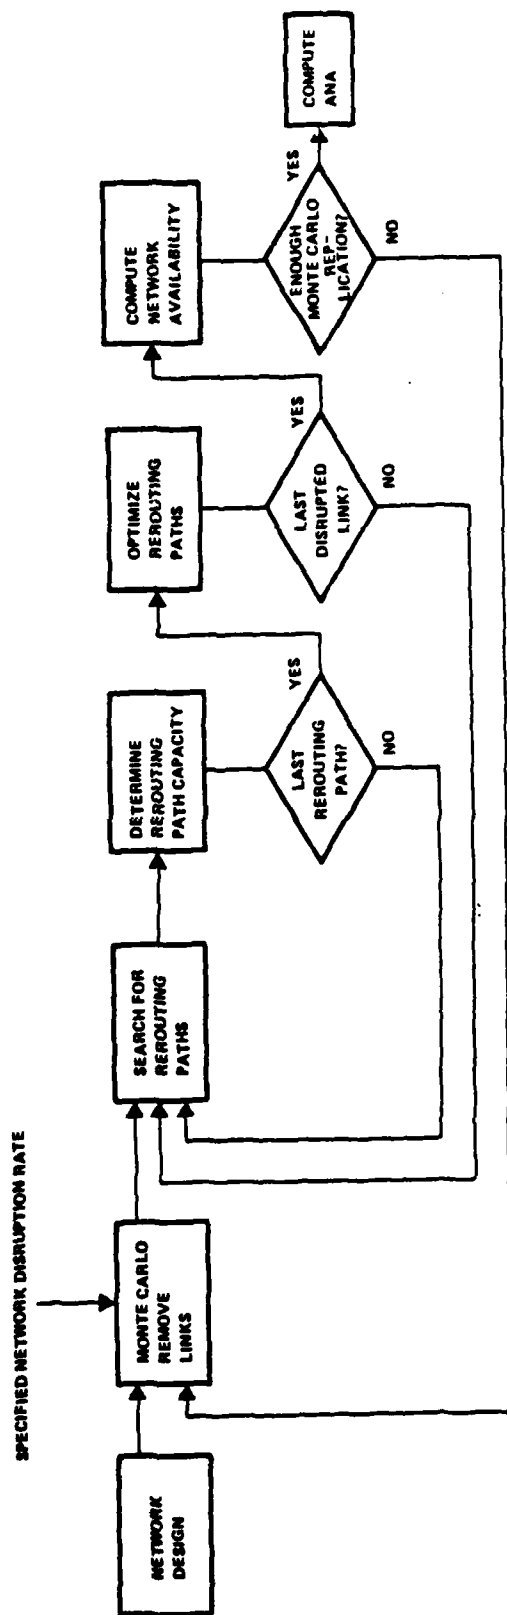 SPECIFIED NETWORK DISRUPTION RATE
NETWORK
DESIGN
MONTE CARLO
REMOVE
LINKS
SEARCH FOR
REROUTING
PATHS
DETERMINE
REROUTING
PATH CAPACITY
LAST
REROUTING
PATH?
YES
NO
OPTIMIZE
REROUTING
PATHS
LAST
DISRUPTED
LINK?
YES
NO
COMPUTE
NETWORK
AVAILABILITY
ENOUGH
MONTE CARLO
REP-
LICATION?
YES
NO
COMPUTE
ANA